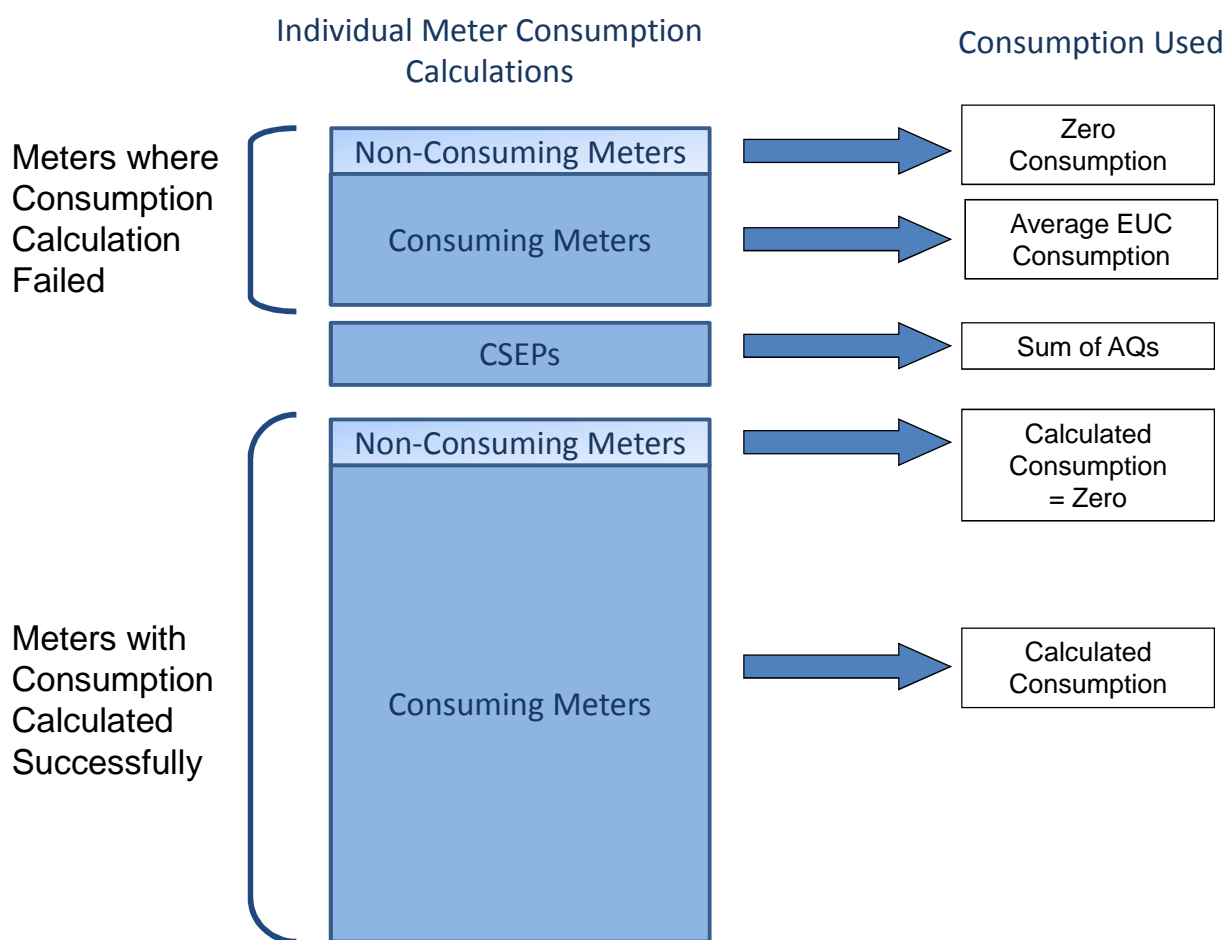 Individual Meter Consumption
Calculations
Consumption Used
Meters where
Consumption
Calculation
Failed
Non-Consuming Meters
Zero
Consumption
Consuming Meters
Average EUC
Consumption
CSEPs
Sum of AQs
Meters with
Consumption
Calculated
Successfully
Non-Consuming Meters
Calculated
Consumption
= Zero
Consuming Meters
Calculated
Consumption